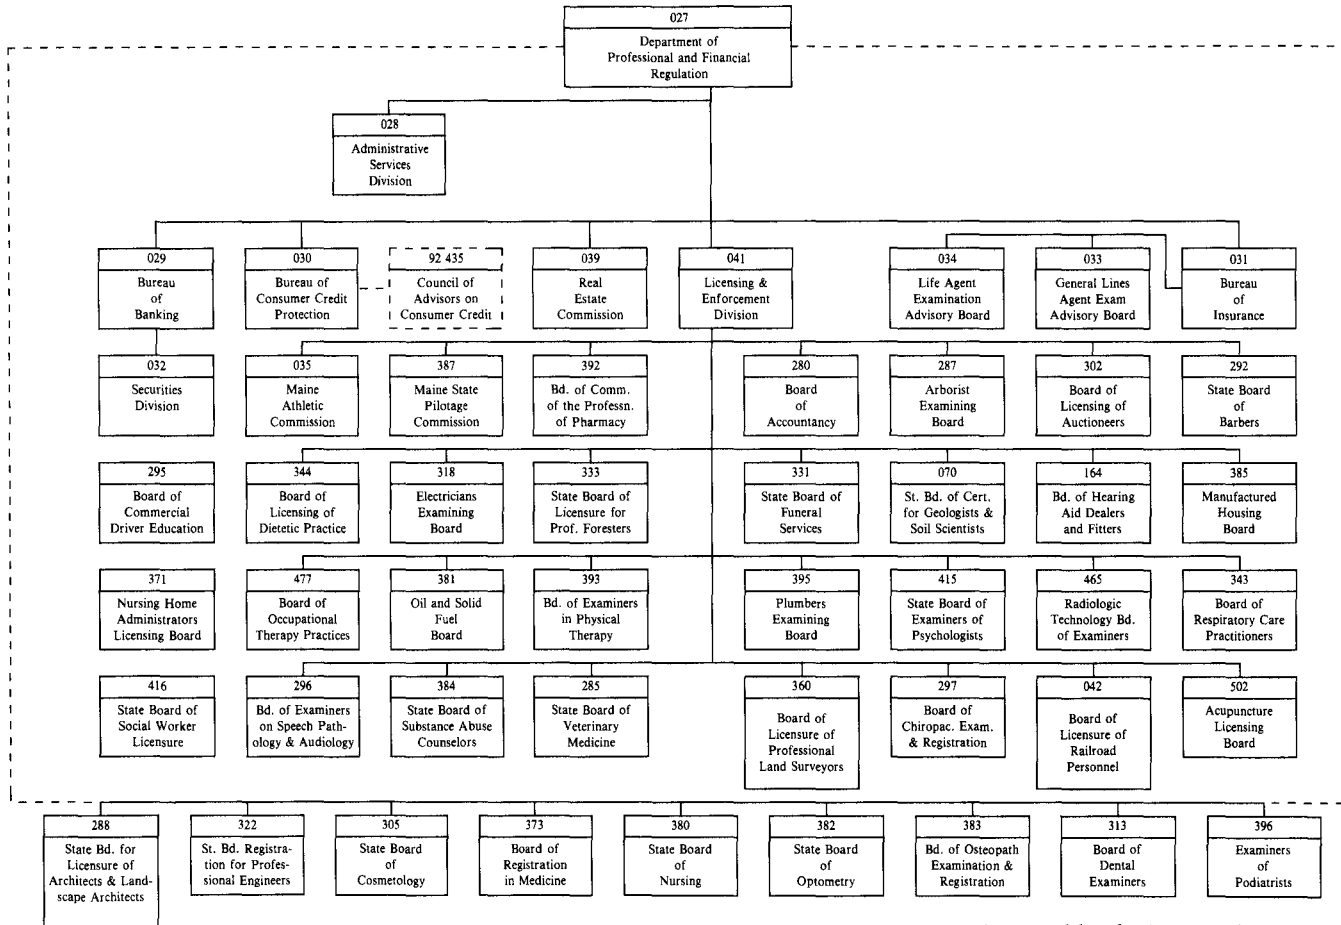 027
Department of
Professional and Financial
Regulation
028
Administrative
Services
Division
029
Bureau
of
Banking
030
Bureau of
Consumer Credit
Protection
92 435
Council of
Advisors on
Consumer Credit
039
Real
Estate
Commission
041
Licensing &
Enforcement
Division
034
Life Agent
Examination
Advisory Board
033
General Lines
Agent Exam
Advisory Board
031
Bureau
of
Insurance
032
Securities
Division
035
Maine
Athletic
Commission
387
Maine State
Pilotage
Commission
392
Bd. of Comm.
of the Professn.
of Pharmacy
280
Board
of
Accountancy
287
Arborist
Examining
Board
302
Board of
Licensing of
Auctioneers
292
State Board
of
Barbers
295
Board of
Commercial
Driver Education
344
Board of
Licensing of
Dietetic Practice
318
Electricians
Examining
Board
333
State Board of
Licensure for
Prof. Foresters
331
State Board of
Funeral
Services
070
St. Bd. of Cert.
for Geologists &
Soil Scientists
164
Bd. of Hearing
Aid Dealers
and Fitters
385
Manufactured
Housing
Board
371
Nursing Home
Administrators
Licensing Board
477
Board of
Occupational
Therapy Practices
381
Oil and Solid
Fuel
Board
393
Bd. of Examiners
in Physical
Therapy
395
Plumbers
Examining
Board
415
State Board of
Examiners of
Psychologists
465
Radiologic
Technology Bd.
of Examiners
343
Board of
Respiratory Care
Practitioners
416
State Board of
Social Worker
Licensure
296
Bd. of Examiners
on Speech Path-
ology & Audiology
384
State Board of
Substance Abuse
Counselors
285
State Board of
Veterinary
Medicine
360
Board of
Licensure of
Professional
Land Surveyors
297
Board of
Chiropac. Exam.
& Registration
042
Board of
Licensure of
Railroad
Personnel
502
Acupuncture
Licensing
Board
288
State Bd. for
Licensure of
Architects & Land-
scape Architects
322
St. Bd. Registra-
tion for Profes-
sional Engineers
305
State Board
of
Cosmetology
373
Board of
Registration
in Medicine
380
State Board
of
Nursing
382
State Board
of
Optometry
383
Bd. of Osteopath
Examination &
Registration
313
Board of
Dental
Examiners
396
Examiners
of
Podiatrists